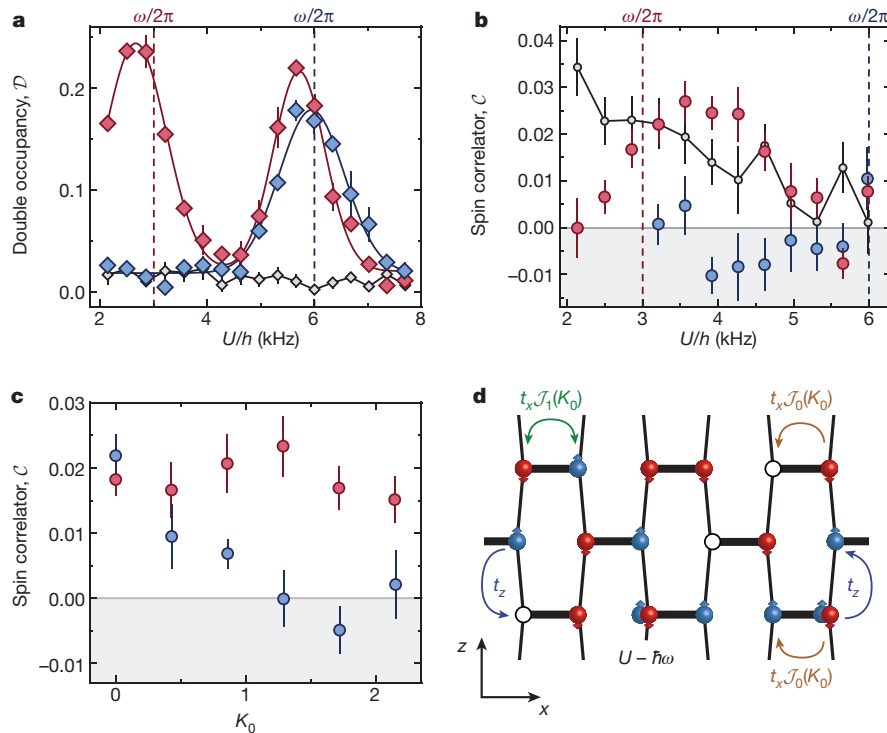 a
ω/2π ω/2π
Double occupancy, 𝒟
0.2
0.1
0.0
2 4 6 8
U/h (kHz)
b
ω/2π ω/2π
Spin correlator, 𝒞
0.04
0.03
0.02
0.01
0.00
−0.01
2 3 4 5 6
U/h (kHz)
c
Spin correlator, 𝒞
0.03
0.02
0.01
0.00
−0.01
0 1 2
K₀
d
tₓ𝒥₁(K₀) tₓ𝒥₀(K₀)
t_z t_z
U − ħω
tₓ𝒥₀(K₀)
z
x